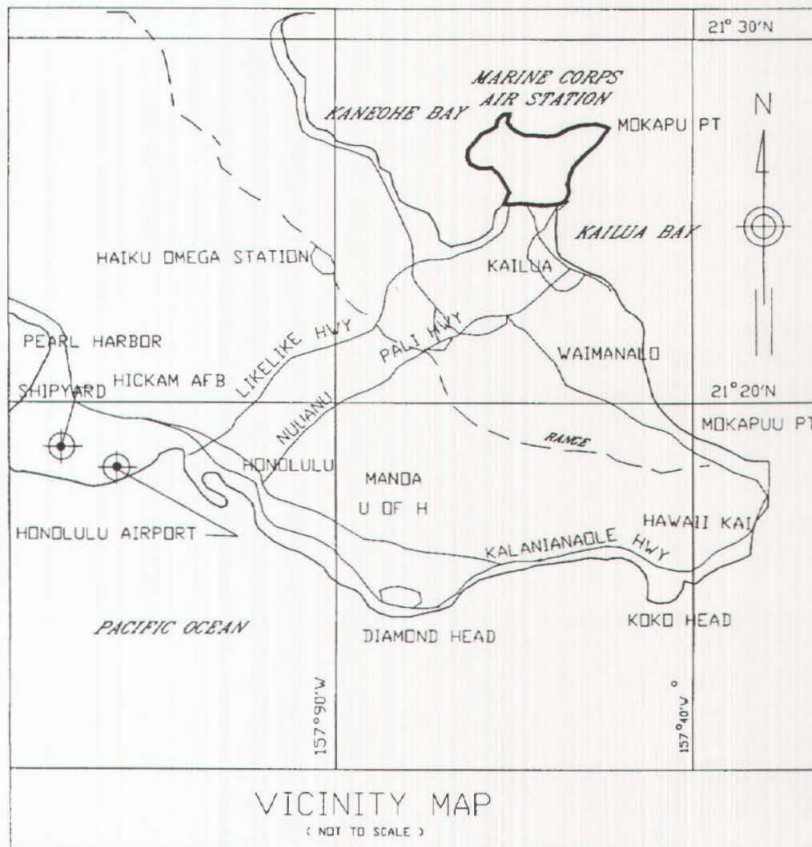 21° 30'N
MARINE CORPS
AIR STATION
KANEOHE BAY
MOKAPU PT
N
KAILUA BAY
HAIKU OMEGA STATION
KAILUA
PEARL HARBOR
LIKELIKE HWY
PALI HWY
WAIMANALO
SHIPYARD
HICKAM AFB
21° 20'N
NUUANU
MOKAPUU PT
RANGE
HONOLULU
MANOA
U OF H
HAWAII KAI
HONOLULU AIRPORT
KALANIANAOLE HWY
PACIFIC OCEAN
DIAMOND HEAD
KOKO HEAD
157°90'W
157°40'W°
VICINITY MAP
( NOT TO SCALE )